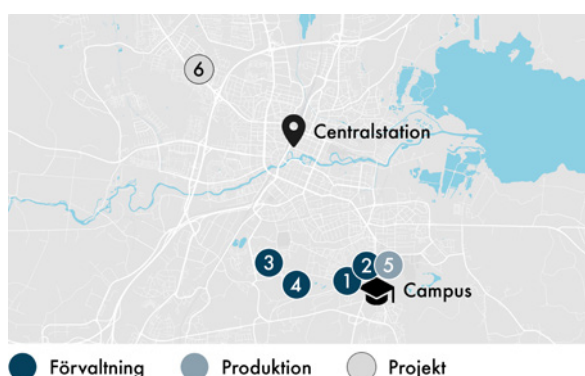 6
Centralstation
3
4
1
2
5
Campus
Förvaltning
Produktion
Projekt